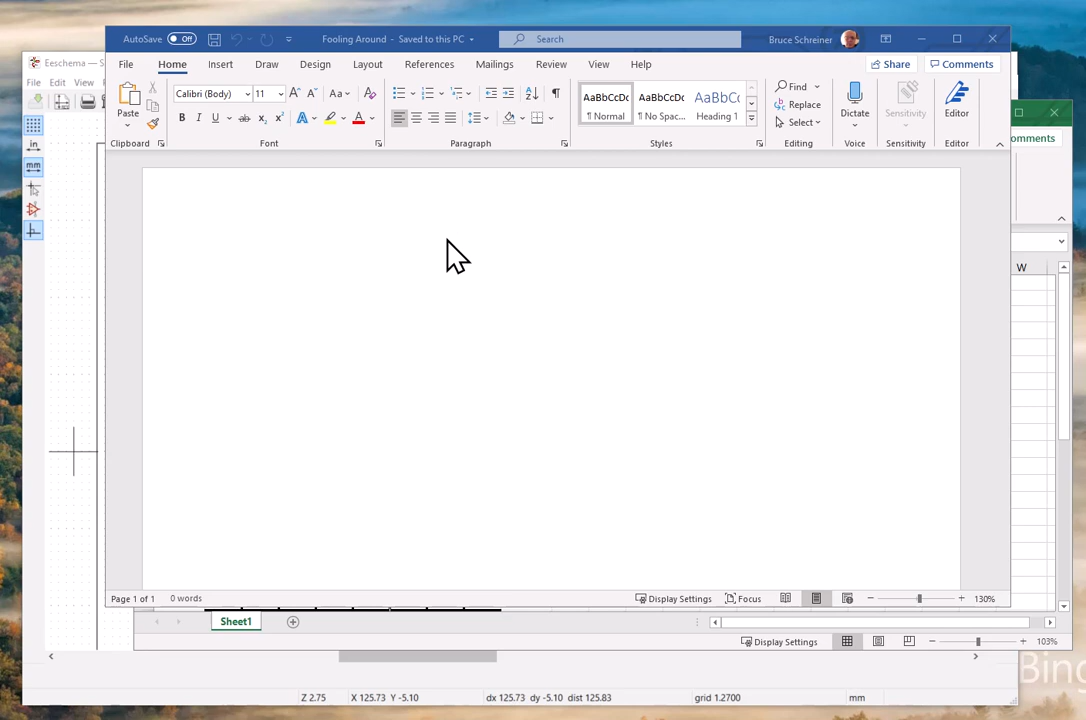 AutoSave Off Fooling Around - Saved to this PC Search Bruce Schreiner
File Home Insert Draw Design Layout References Mailings Review View Help Share Comments
Paste Calibri (Body) 11 Aa AaBbCcDc AaBbCcDc AaBbCc Find Replace Select Dictate Sensitivity Editor
¶ Normal ¶ No Spac... Heading 1
Clipboard Font Paragraph Styles Editing Voice Sensitivity Editor
Page 1 of 1 0 words Display Settings Focus 130%
Eeschema — S
File Edit View
in
mm
omments
W
Sheet1
Display Settings 103%
Bing
Z 2.75 X 125.73 Y -5.10 dx 125.73 dy -5.10 dist 125.83 grid 1.2700 mm